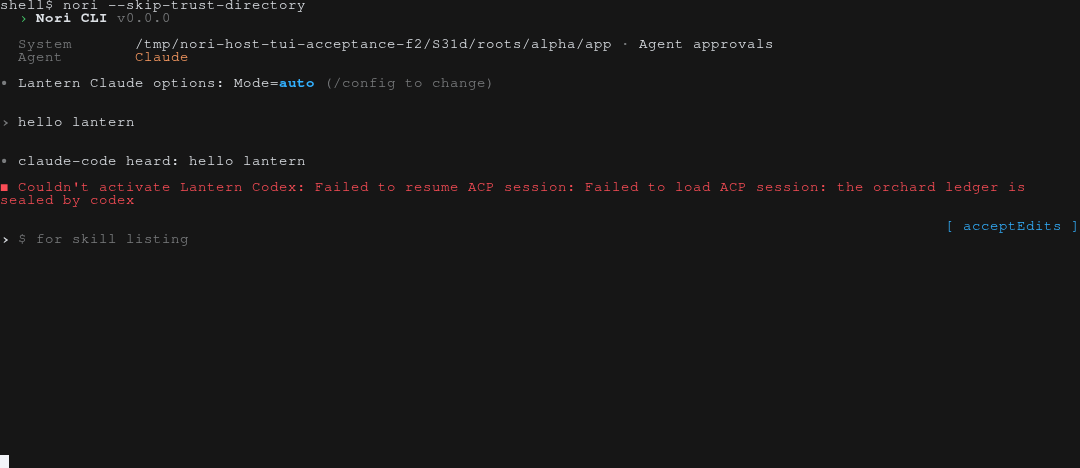 shell$ nori --skip-trust-directory
› Nori CLI v0.0.0
System /tmp/nori-host-tui-acceptance-f2/S31d/roots/alpha/app · Agent approvals
Agent Claude
• Lantern Claude options: Mode=auto (/config to change)
› hello lantern
• claude-code heard: hello lantern
■ Couldn't activate Lantern Codex: Failed to resume ACP session: Failed to load ACP session: the orchard ledger is
sealed by codex
[ acceptEdits ]
› $ for skill listing